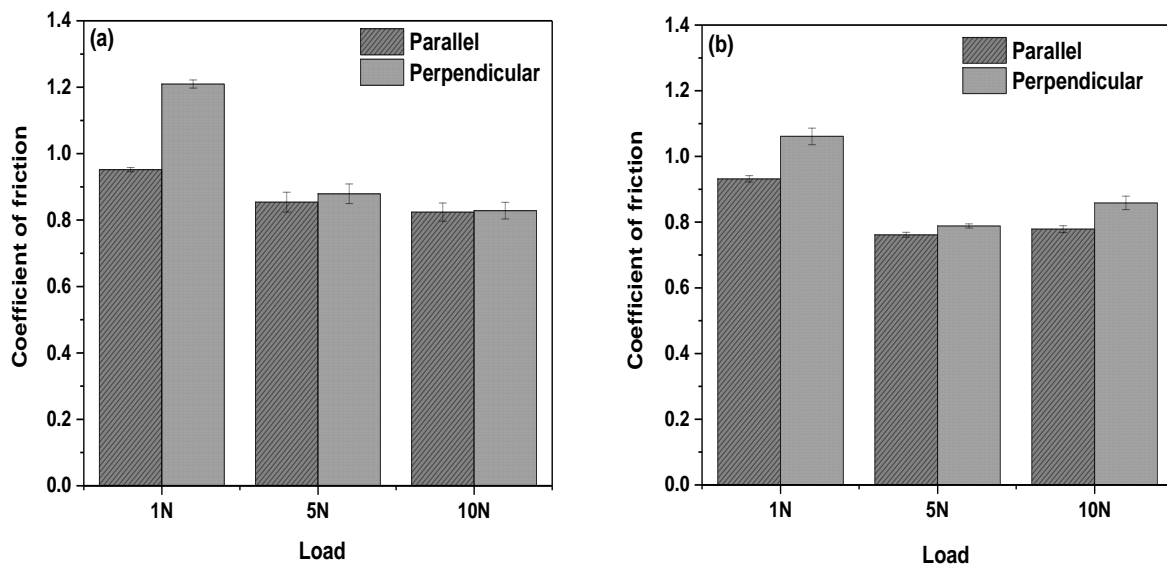 (a)
Parallel
Perpendicular
Coefficient of friction
1.4
1.2
1.0
0.8
0.6
0.4
0.2
0.0
1N 5N 10N
Load
(b)
Parallel
Perpendicular
Coefficient of friction
1.4
1.2
1.0
0.8
0.6
0.4
0.2
0.0
1N 5N 10N
Load